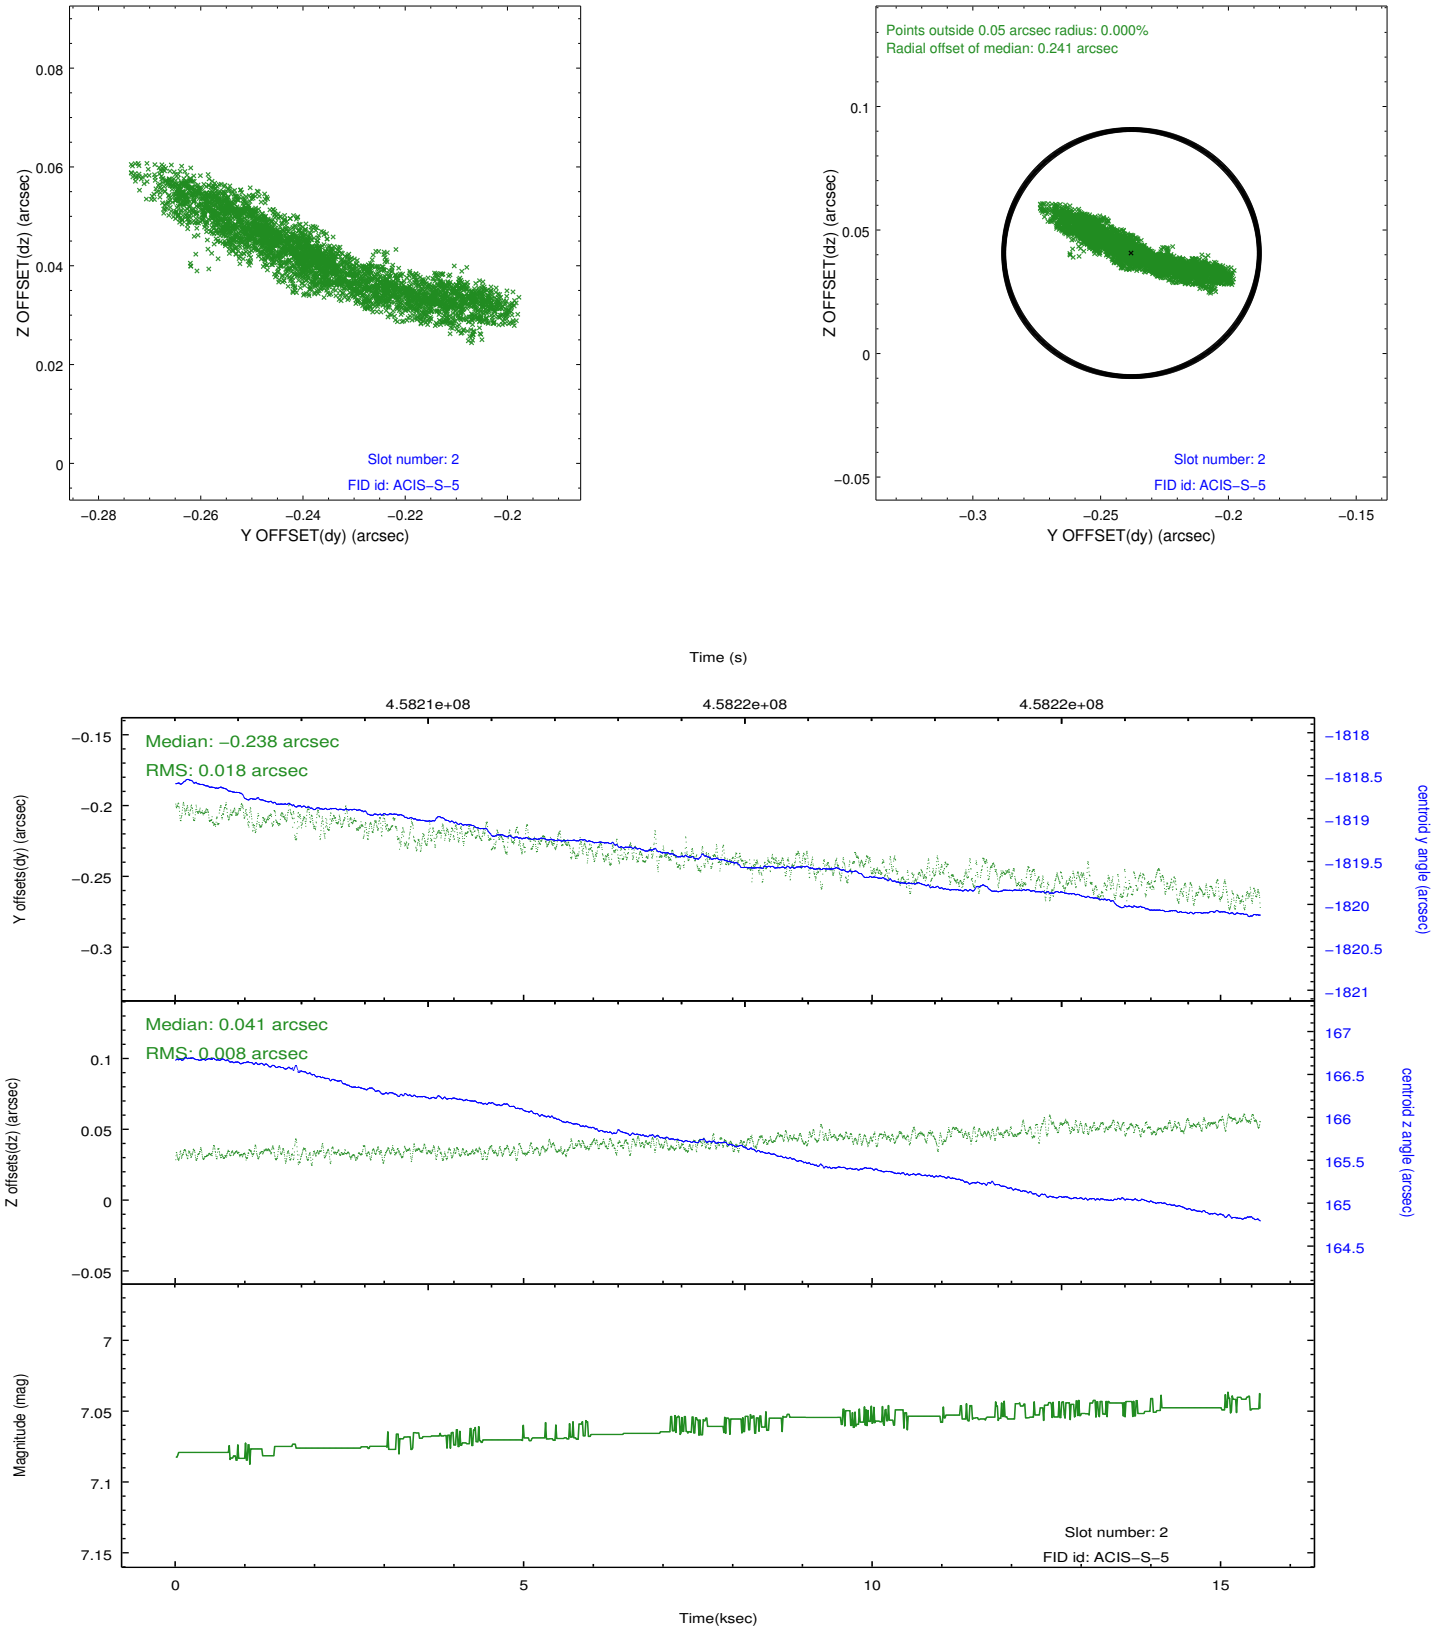 0.08
0.06
0.04
0.02
0
Z OFFSET(dz) (arcsec)
Slot number: 2
FID id: ACIS−S−5
−0.28
−0.26
−0.24
−0.22
−0.2
Y OFFSET(dy) (arcsec)
Points outside 0.05 arcsec radius: 0.000%
Radial offset of median: 0.241 arcsec
0.1
0.05
0
−0.05
Z OFFSET(dz) (arcsec)
Slot number: 2
FID id: ACIS−S−5
−0.3
−0.25
−0.2
−0.15
Y OFFSET(dy) (arcsec)
Time (s)
4.5821e+08
4.5822e+08
4.5822e+08
Median: −0.238 arcsec
RMS: 0.018 arcsec
−0.15
−0.2
−0.25
−0.3
Y offsets(dy) (arcsec)
−1818
−1818.5
−1819
−1819.5
−1820
−1820.5
−1821
centroid y angle (arcsec)
Median: 0.041 arcsec
RMS: 0.008 arcsec
0.1
0.05
0
−0.05
Z offsets(dz) (arcsec)
167
166.5
166
165.5
165
164.5
centroid z angle (arcsec)
7
7.05
7.1
7.15
Magnitude (mag)
Slot number: 2
FID id: ACIS−S−5
0
5
10
15
Time(ksec)